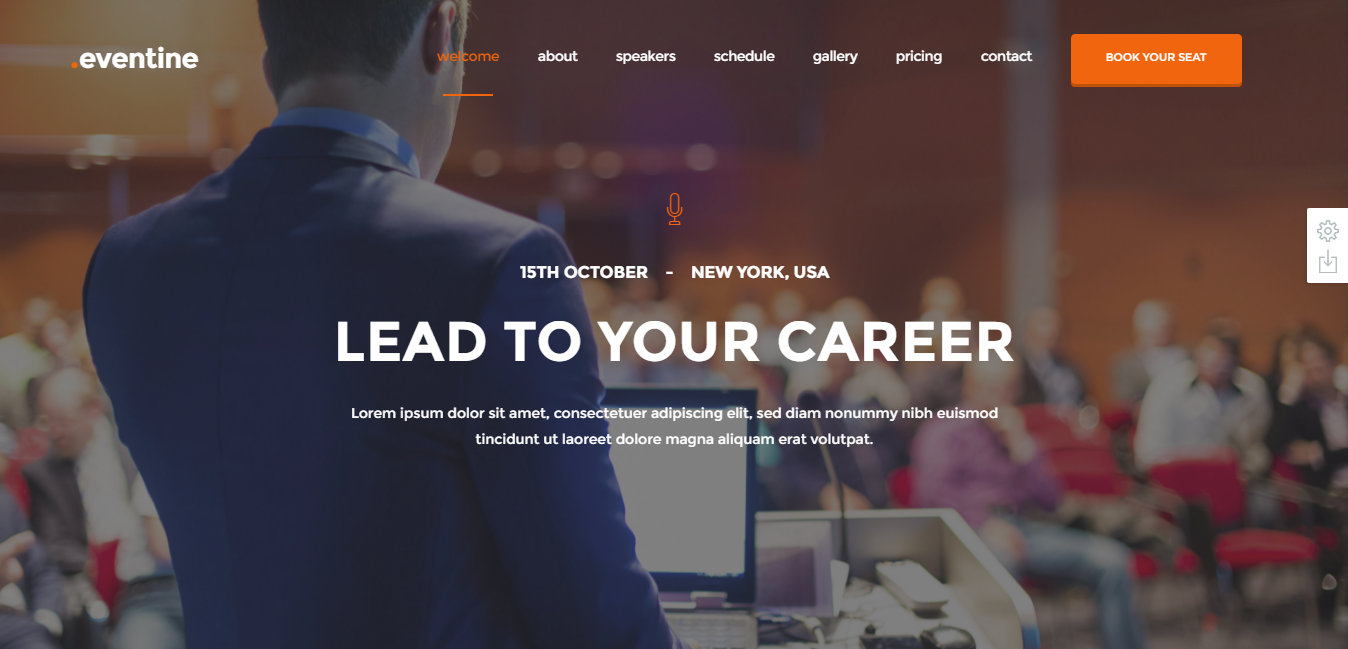 .eventine
welcome about speakers schedule gallery pricing contact
BOOK YOUR SEAT
15TH OCTOBER - NEW YORK, USA
LEAD TO YOUR CAREER
Lorem ipsum dolor sit amet, consectetuer adipiscing elit, sed diam nonummy nibh euismod
tincidunt ut laoreet dolore magna aliquam erat volutpat.